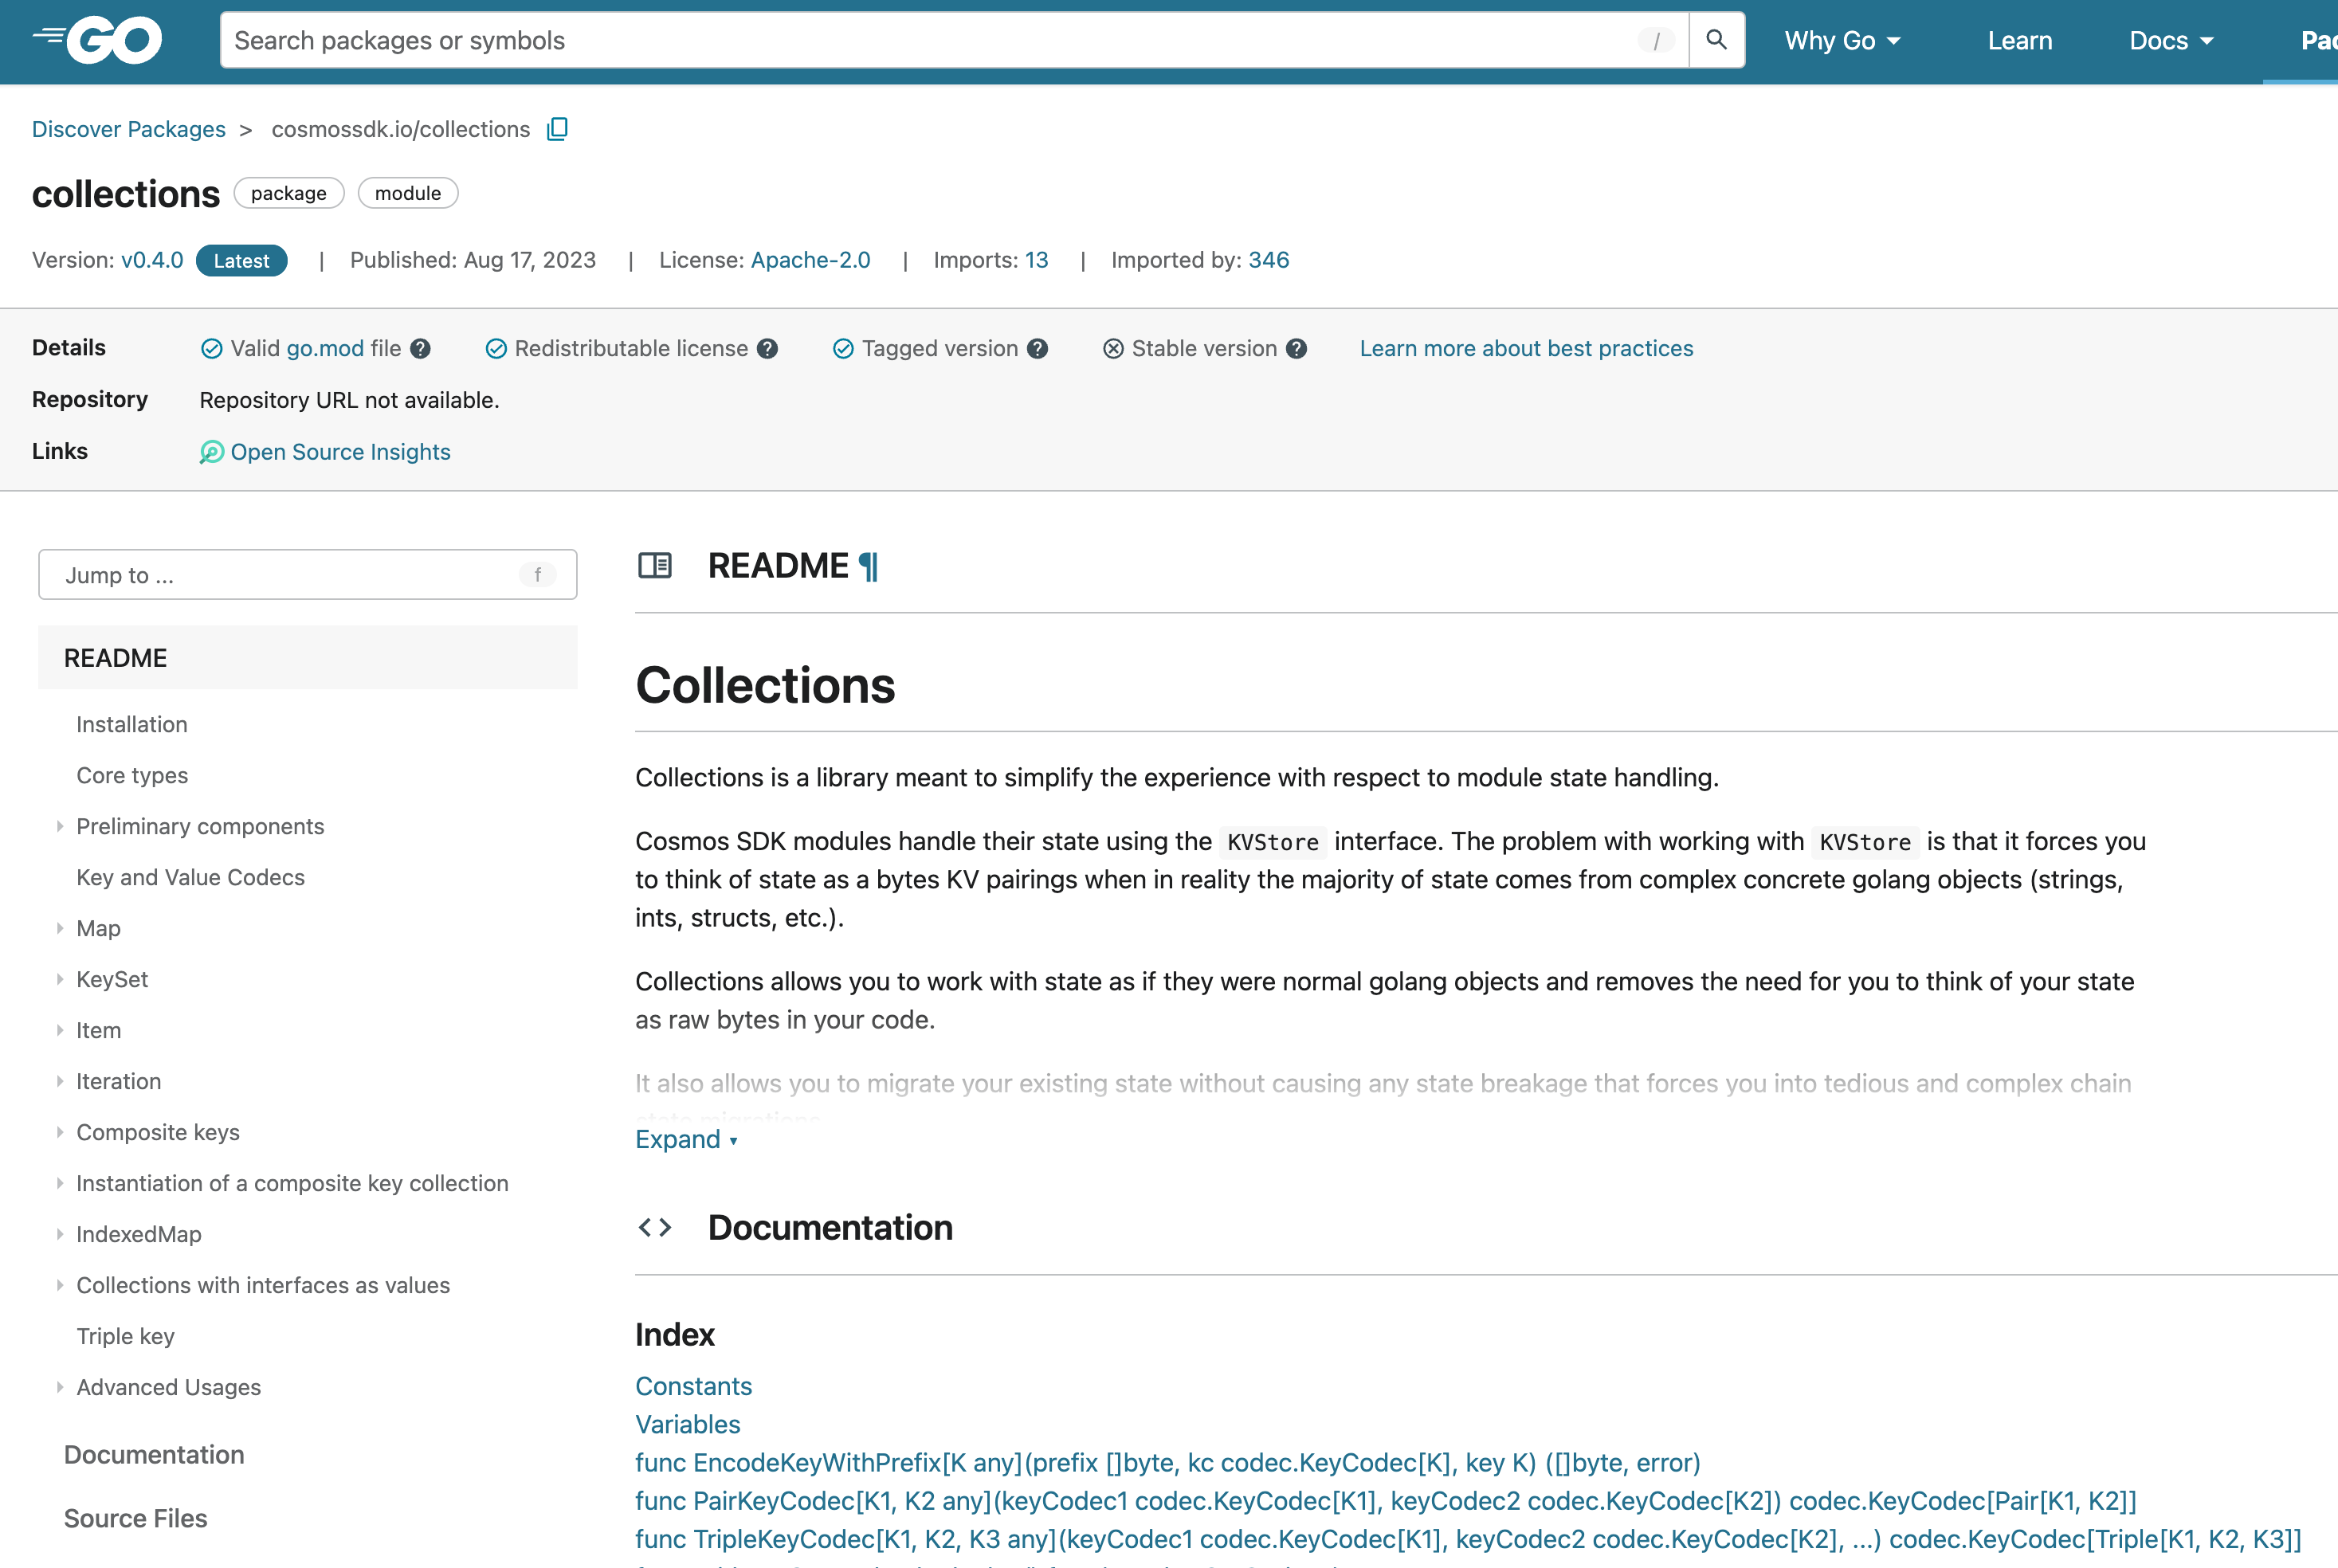 GO
Search packages or symbols /
Why Go
Learn
Docs
Discover Packages > cosmossdk.io/collections
collections package module
Version: v0.4.0 Latest | Published: Aug 17, 2023 | License: Apache-2.0 | Imports: 13 | Imported by: 346
Details Valid go.mod file ? Redistributable license ? Tagged version ? Stable version ? Learn more about best practices
Repository Repository URL not available.
Links Open Source Insights
Jump to ... f
README
Installation
Core types
Preliminary components
Key and Value Codecs
Map
KeySet
Item
Iteration
Composite keys
Instantiation of a composite key collection
IndexedMap
Collections with interfaces as values
Triple key
Advanced Usages
Documentation
Source Files
README ¶
Collections
Collections is a library meant to simplify the experience with respect to module state handling.
Cosmos SDK modules handle their state using the KVStore interface. The problem with working with KVStore is that it forces you
to think of state as a bytes KV pairings when in reality the majority of state comes from complex concrete golang objects (strings,
ints, structs, etc.).
Collections allows you to work with state as if they were normal golang objects and removes the need for you to think of your state
as raw bytes in your code.
It also allows you to migrate your existing state without causing any state breakage that forces you into tedious and complex chain
state migrations.
Expand ▾
<> Documentation
Index
Constants
Variables
func EncodeKeyWithPrefix[K any](prefix []byte, kc codec.KeyCodec[K], key K) ([]byte, error)
func PairKeyCodec[K1, K2 any](keyCodec1 codec.KeyCodec[K1], keyCodec2 codec.KeyCodec[K2]) codec.KeyCodec[Pair[K1, K2]]
func TripleKeyCodec[K1, K2, K3 any](keyCodec1 codec.KeyCodec[K1], keyCodec2 codec.KeyCodec[K2], ...) codec.KeyCodec[Triple[K1, K2, K3]]